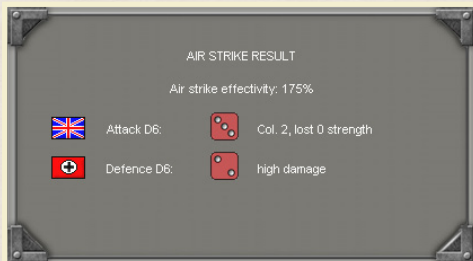 AIR STRIKE RESULT
Air strike effectivity: 175%
Attack D6: Col. 2, lost 0 strength
Defence D6: high damage